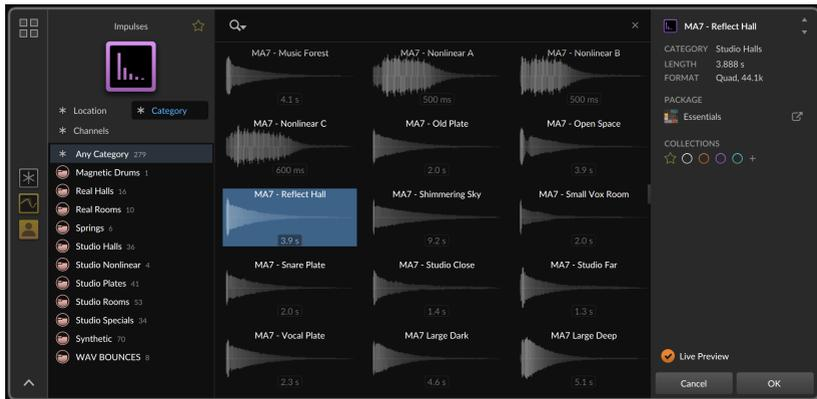 Impulses
Location
Category
Channels
Any Category 279
Magnetic Drums 1
Real Halls 16
Real Rooms 10
Springs 6
Studio Halls 36
Studio Nonlinear 4
Studio Plates 41
Studio Rooms 53
Studio Specials 34
Synthetic 70
WAV BOUNCES 8
MA7 - Music Forest
4.1 s
MA7 - Nonlinear A
500 ms
MA7 - Nonlinear B
500 ms
MA7 - Nonlinear C
600 ms
MA7 - Old Plate
2.0 s
MA7 - Open Space
3.9 s
MA7 - Reflect Hall
3.9 s
MA7 - Shimmering Sky
9.2 s
MA7 - Small Vox Room
2.0 s
MA7 - Snare Plate
2.0 s
MA7 - Studio Close
1.4 s
MA7 - Studio Far
1.3 s
MA7 - Vocal Plate
2.3 s
MA7 Large Dark
4.6 s
MA7 Large Deep
5.1 s
MA7 - Reflect Hall
CATEGORY Studio Halls
LENGTH 3.888 s
FORMAT Quad, 44.1k
PACKAGE
Essentials
COLLECTIONS
Live Preview
Cancel
OK